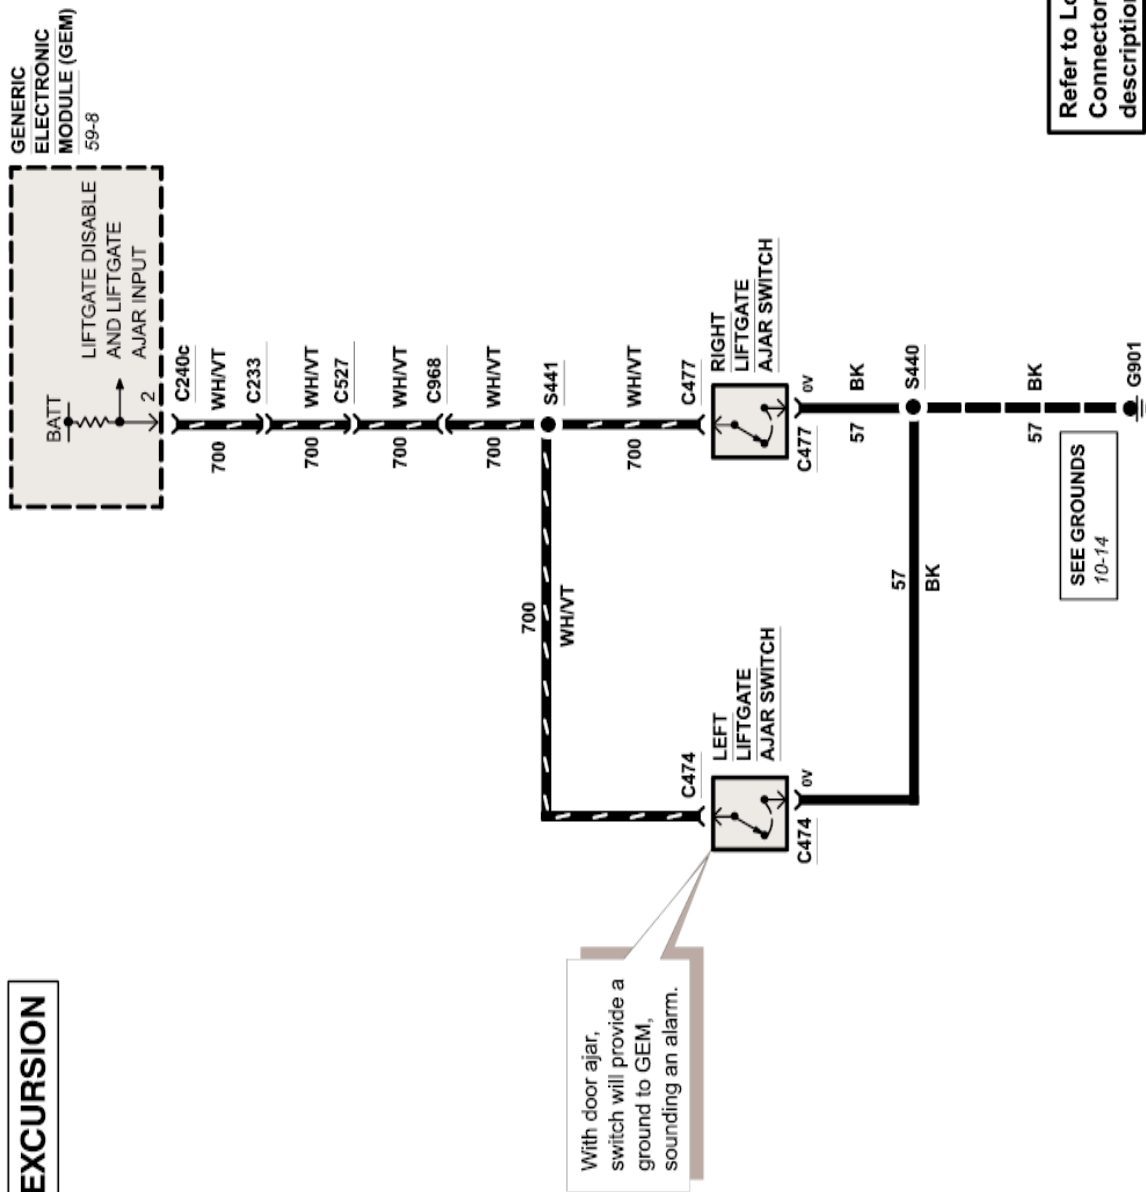 EXCURSION
GENERIC
ELECTRONIC
MODULE (GEM)
59-8
BATT
LIFTGATE DISABLE
AND LIFTGATE
AJAR INPUT
2
C240c
700
WH/VT
C233
700
WH/VT
C527
700
WH/VT
C968
700
WH/VT
S441
700
WH/VT
700
WH/VT
C474
C477
LEFT
LIFTGATE
AJAR SWITCH
RIGHT
LIFTGATE
AJAR SWITCH
C474
0V
C477
0V
57
BK
57
BK
S440
57
BK
SEE GROUNDS
10-14
G901
With door ajar,
switch will provide a
ground to GEM,
sounding an alarm.
Refer to Lo
Connector
description